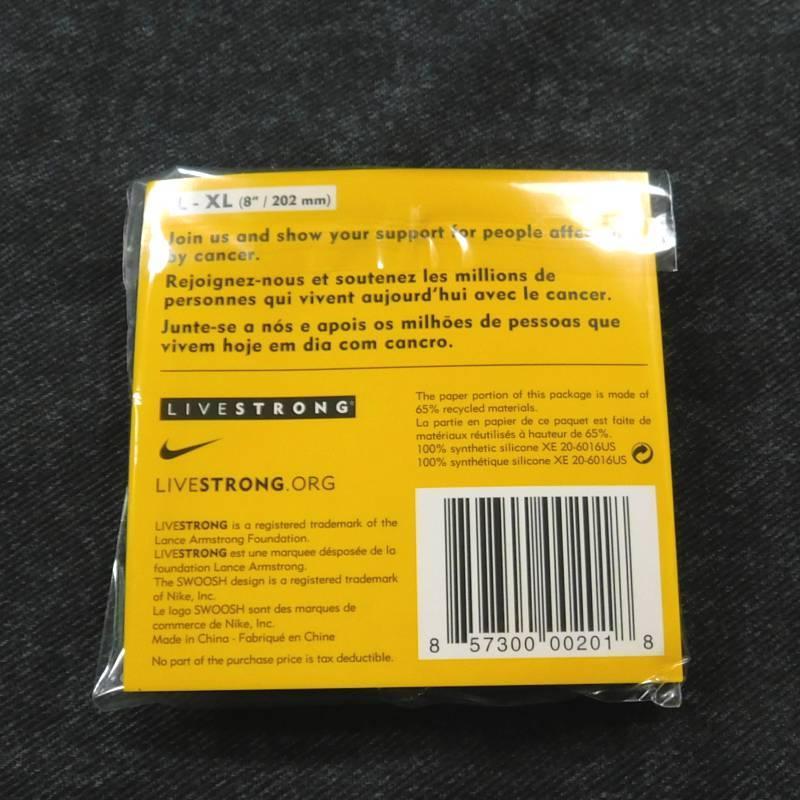 L - XL (8" / 202 mm)
Join us and show your support for people
by cancer.
Rejoignez-nous et soutenez les millions de
personnes qui vivent aujourd'hui avec le cancer.
Junte-se a nós e apois os milhões de pessoas que
vivem hoje em dia com cancro.
LIVESTRONG®
LIVESTRONG.ORG
LIVESTRONG is a registered trademark of the
Lance Armstrong Foundation.
LIVESTRONG est une marquee désposée de la
foundation Lance Armstrong.
The SWOOSH design is a registered trademark
of Nike, Inc.
Le logo SWOOSH sont des marques de
commerce de Nike, Inc.
Made in China - Fabriqué en Chine
No part of the purchase price is tax deductible.
The paper portion of this package is made of
65% recycled materials.
La partie en papier de ce paquet est faite de
matériaux réutilisés à hauteur de 65%.
100% synthetic silicone XE 20-6016US
100% synthétique silicone XE 20-6016US
8 57300 00201 8